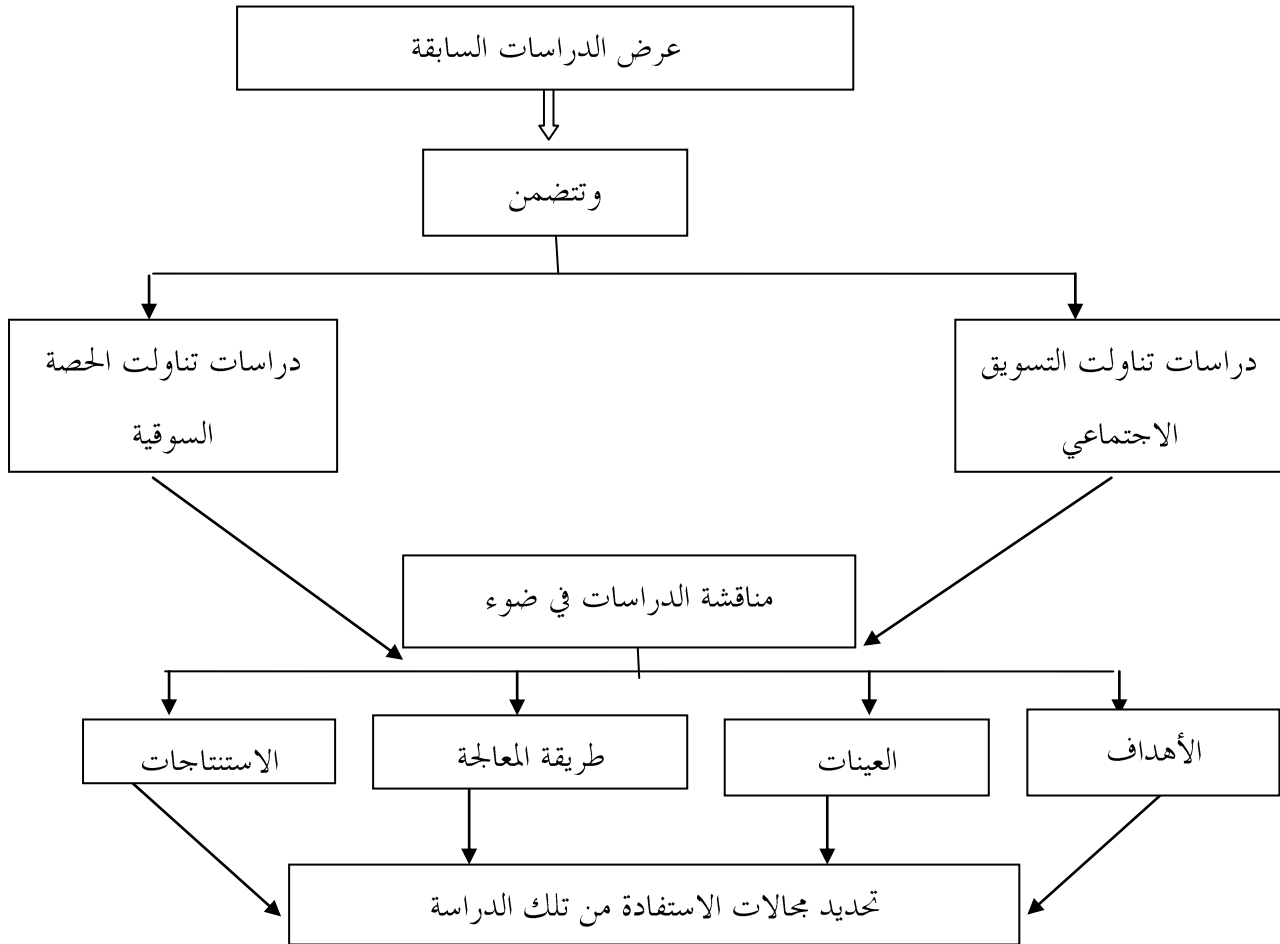 عرض الدراسات السابقة
وتتضمن
دراسات تناولت التسويق
الاجتماعي
دراسات تناولت الحصة
السوقية
مناقشة الدراسات في ضوء
الأهداف
العينات
طريقة المعالجة
الاستنتاجات
تحديد مجالات الاستفادة من تلك الدراسة